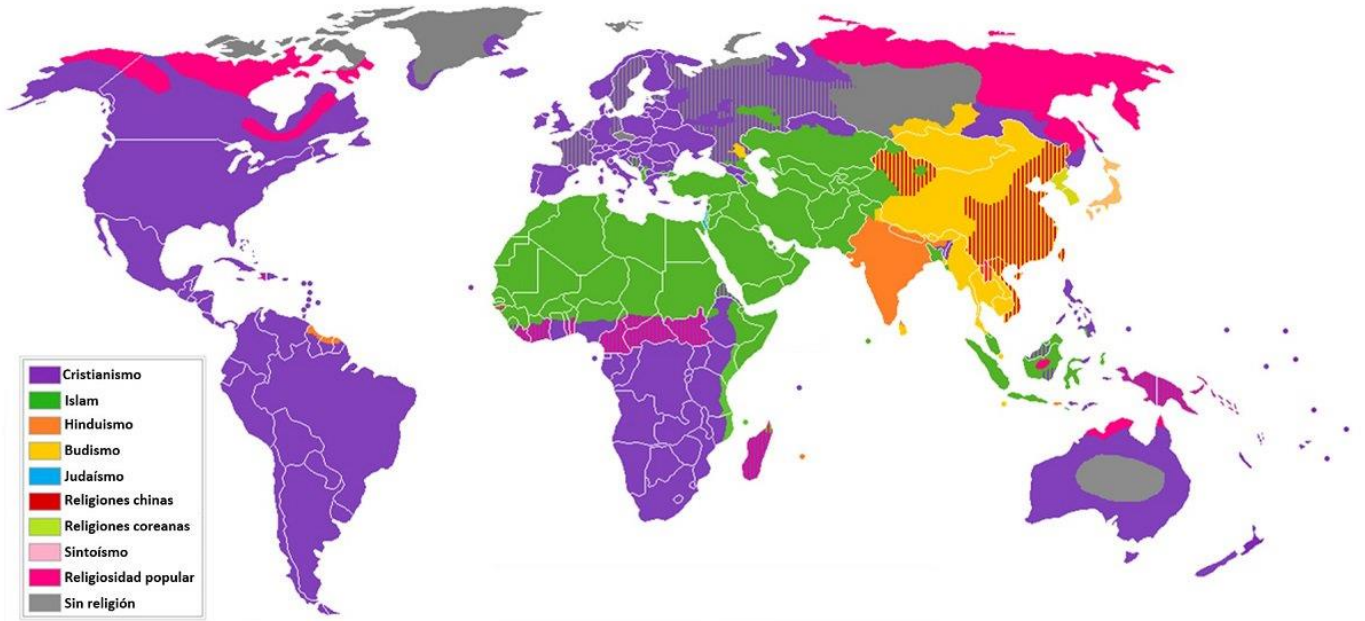 Cristianismo
Islam
Hinduismo
Budismo
Judaísmo
Religiones chinas
Religiones coreanas
Sintoísmo
Religiosidad popular
Sin religión